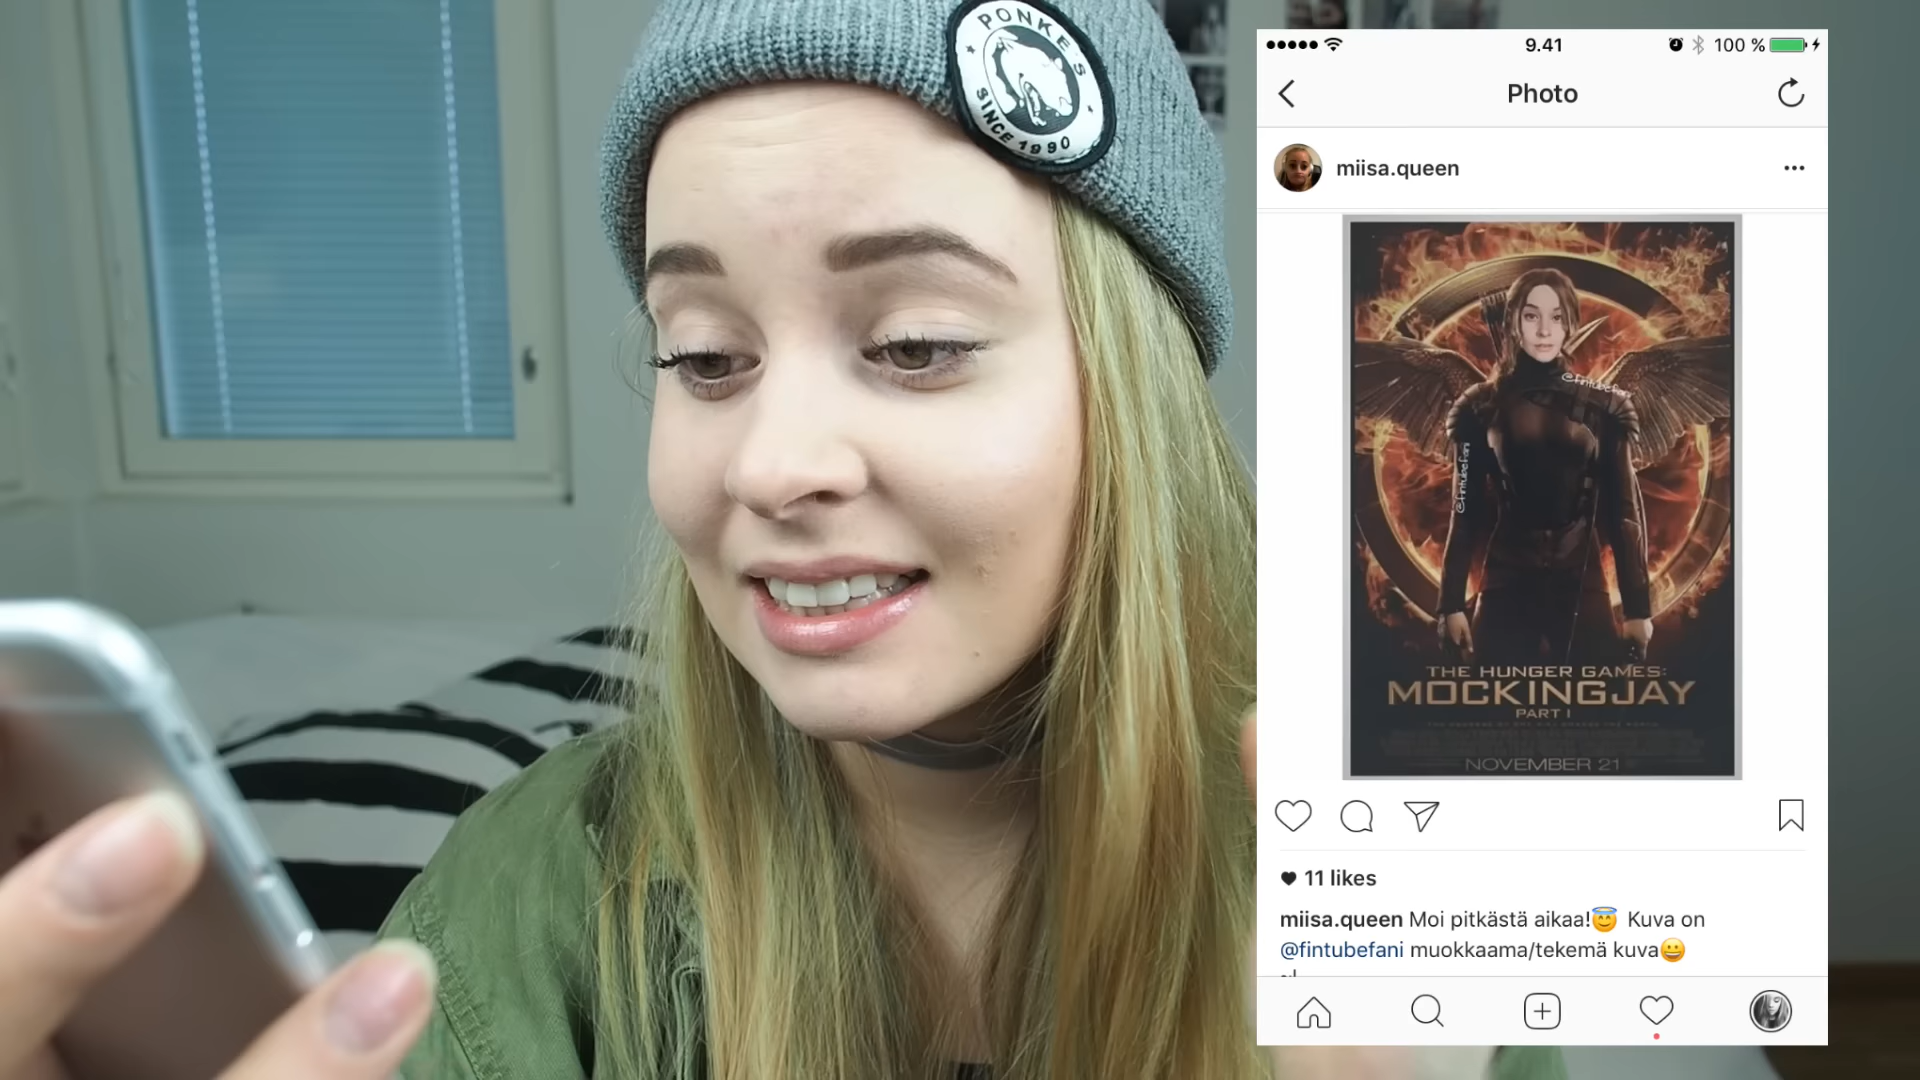 PONKES
SINCE 1990
9.41
100 %
Photo
miisa.queen
@fintubefani
@fintubefani
THE HUNGER GAMES:
MOCKINGJAY
PART 1
NOVEMBER 21
11 likes
miisa.queen Moi pitkästä aikaa!😇 Kuva on
@fintubefani muokkaama/tekemä kuva😀